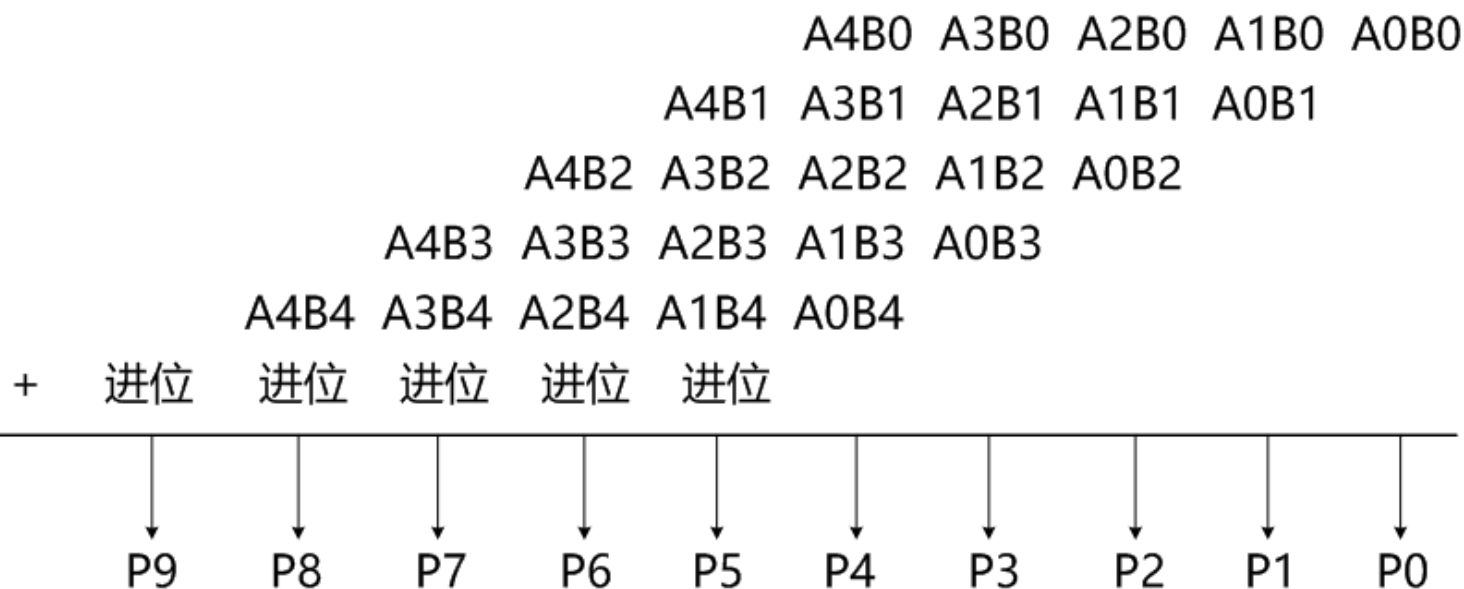 A4B0 A3B0 A2B0 A1B0 A0B0
A4B1 A3B1 A2B1 A1B1 A0B1
A4B2 A3B2 A2B2 A1B2 A0B2
A4B3 A3B3 A2B3 A1B3 A0B3
A4B4 A3B4 A2B4 A1B4 A0B4
+ 进位 进位 进位 进位 进位
P9 P8 P7 P6 P5 P4 P3 P2 P1 P0